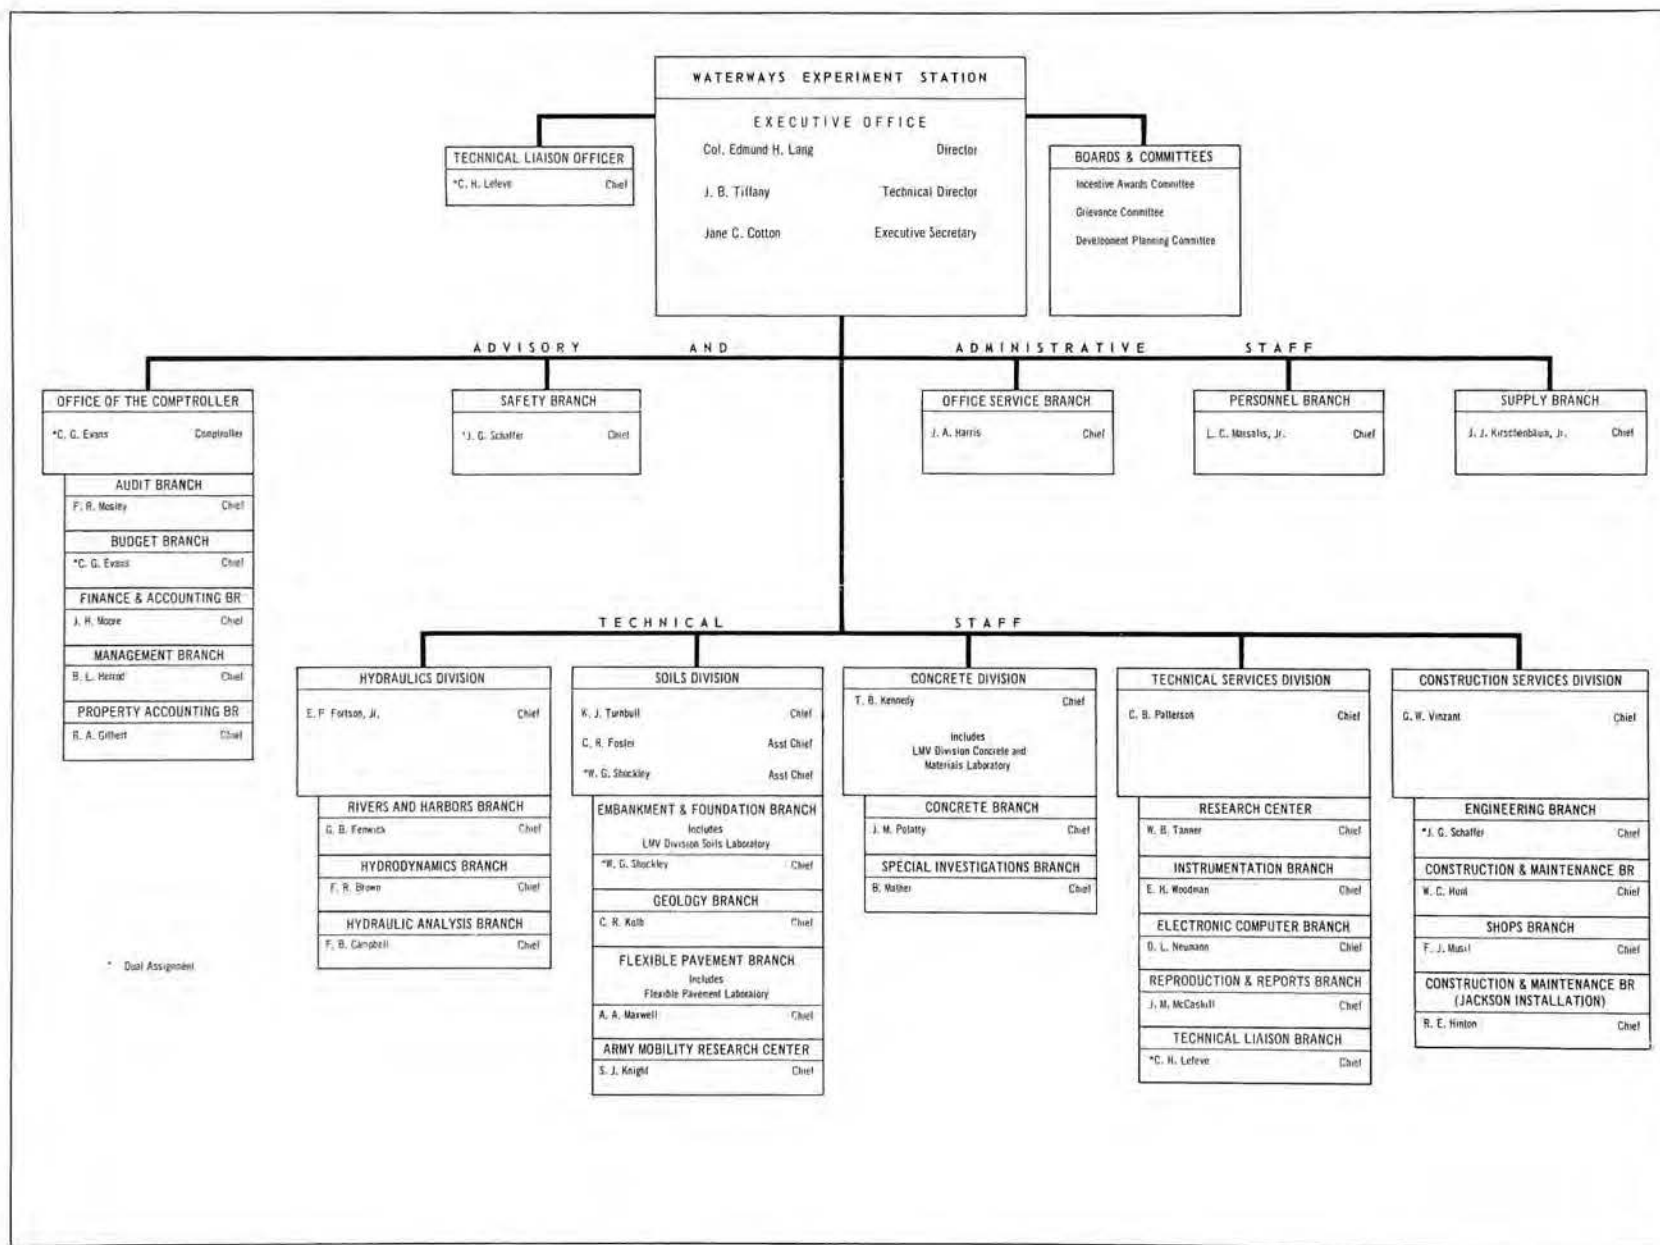 WATERWAYS EXPERIMENT STATION
EXECUTIVE OFFICE
Col. Edmund H. Lang Director
J. B. Tiffany Technical Director
Jane C. Cotton Executive Secretary
TECHNICAL LIAISON OFFICER
*C. H. Lefeve Chief
BOARDS & COMMITTEES
Incentive Awards Committee
Grievance Committee
Development Planning Committee
ADVISORY AND ADMINISTRATIVE STAFF
OFFICE OF THE COMPTROLLER
*C. G. Evans Comptroller
AUDIT BRANCH
F. R. Mosley Chief
BUDGET BRANCH
*C. G. Evans Chief
FINANCE & ACCOUNTING BR
J. H. Moore Chief
MANAGEMENT BRANCH
B. L. Herrod Chief
PROPERTY ACCOUNTING BR
R. A. Gilbert Chief
SAFETY BRANCH
*J. G. Schaffer Chief
OFFICE SERVICE BRANCH
J. A. Harris Chief
PERSONNEL BRANCH
L. C. Marsalis, Jr. Chief
SUPPLY BRANCH
J. J. Kirschenbaum, Jr. Chief
TECHNICAL STAFF
HYDRAULICS DIVISION
E. P. Fortson, Jr. Chief
RIVERS AND HARBORS BRANCH
G. B. Fenwick Chief
HYDRODYNAMICS BRANCH
F. R. Brown Chief
HYDRAULIC ANALYSIS BRANCH
F. B. Campbell Chief
SOILS DIVISION
W. J. Turnbull Chief
C. R. Foster Asst Chief
*W. G. Shockley Asst Chief
EMBANKMENT & FOUNDATION BRANCH
Includes
LMV Division Soils Laboratory
*W. G. Shockley Chief
GEOLOGY BRANCH
C. R. Kolb Chief
FLEXIBLE PAVEMENT BRANCH
Includes
Flexible Pavement Laboratory
A. A. Maxwell Chief
ARMY MOBILITY RESEARCH CENTER
S. J. Knight Chief
CONCRETE DIVISION
T. B. Kennedy Chief
Includes
LMV Division Concrete and
Materials Laboratory
CONCRETE BRANCH
J. M. Polatty Chief
SPECIAL INVESTIGATIONS BRANCH
B. Mather Chief
TECHNICAL SERVICES DIVISION
C. B. Patterson Chief
RESEARCH CENTER
W. B. Tanner Chief
INSTRUMENTATION BRANCH
E. H. Woodman Chief
ELECTRONIC COMPUTER BRANCH
D. L. Neumann Chief
REPRODUCTION & REPORTS BRANCH
J. M. McCaskill Chief
TECHNICAL LIAISON BRANCH
*C. H. Lefeve Chief
CONSTRUCTION SERVICES DIVISION
G. W. Vinzant Chief
ENGINEERING BRANCH
*J. G. Schaffer Chief
CONSTRUCTION & MAINTENANCE BR
W. C. Hunt Chief
SHOPS BRANCH
F. J. Musil Chief
CONSTRUCTION & MAINTENANCE BR
(JACKSON INSTALLATION)
R. E. Hinton Chief
* Dual Assignment